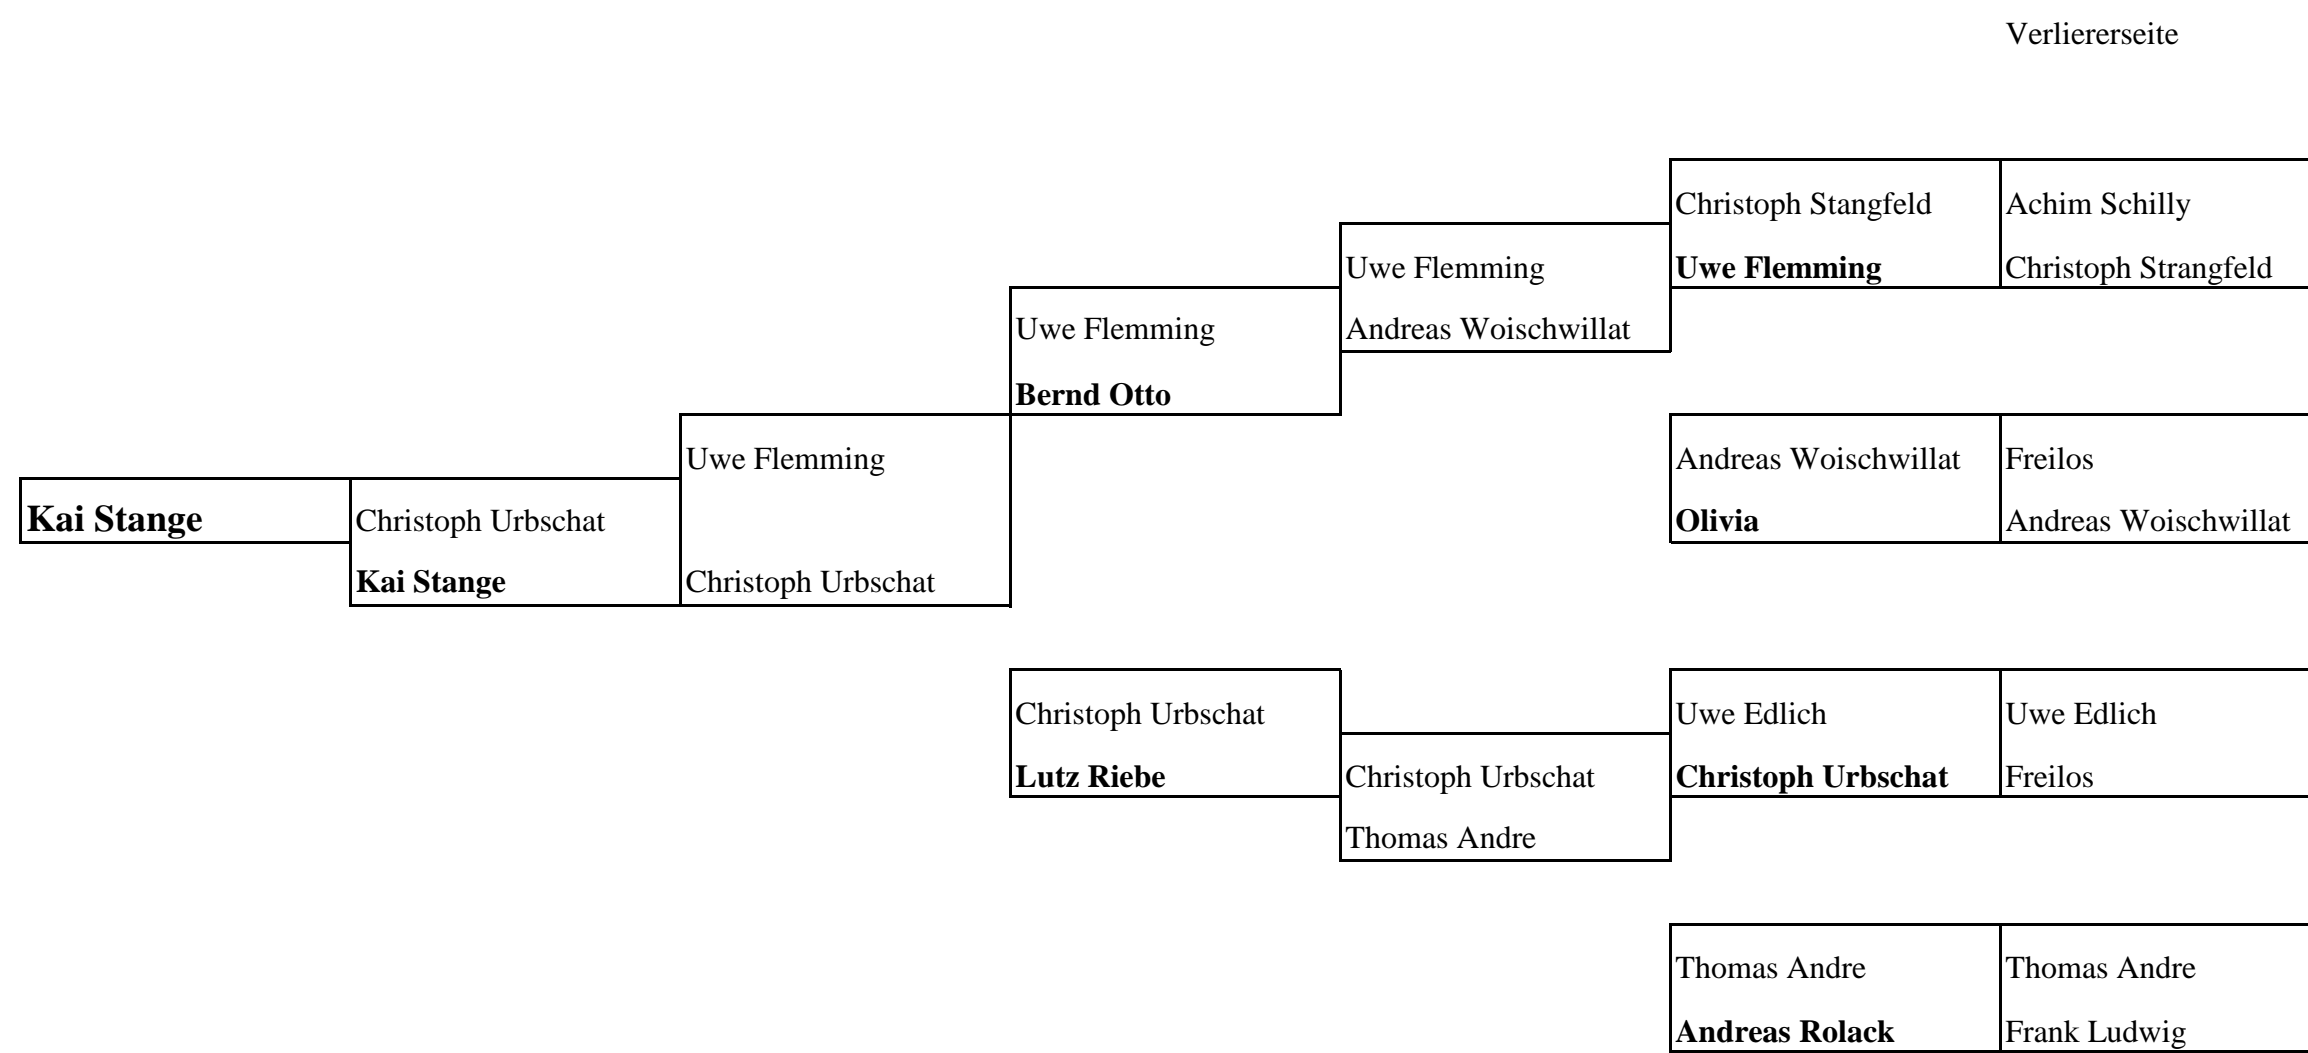 Verliererseite
Christoph Stangfeld
Achim Schilly
Uwe Flemming
Uwe Flemming
Christoph Strangfeld
Uwe Flemming
Andreas Woischwillat
Bernd Otto
Uwe Flemming
Andreas Woischwillat
Freilos
Kai Stange
Christoph Urbschat
Olivia
Andreas Woischwillat
Kai Stange
Christoph Urbschat
Christoph Urbschat
Uwe Edlich
Uwe Edlich
Lutz Riebe
Christoph Urbschat
Christoph Urbschat
Freilos
Thomas Andre
Thomas Andre
Thomas Andre
Andreas Rolack
Frank Ludwig